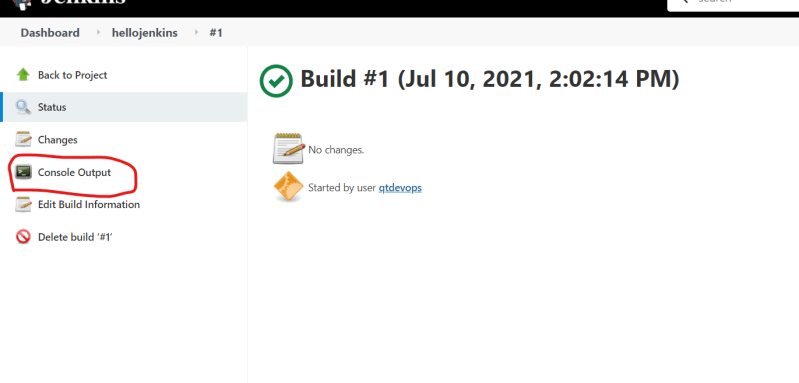 Jenkins
search
Dashboard hellojenkins #1
Back to Project
Status
Changes
Console Output
Edit Build Information
Delete build '#1'
Build #1 (Jul 10, 2021, 2:02:14 PM)
No changes.
Started by user qtdevops